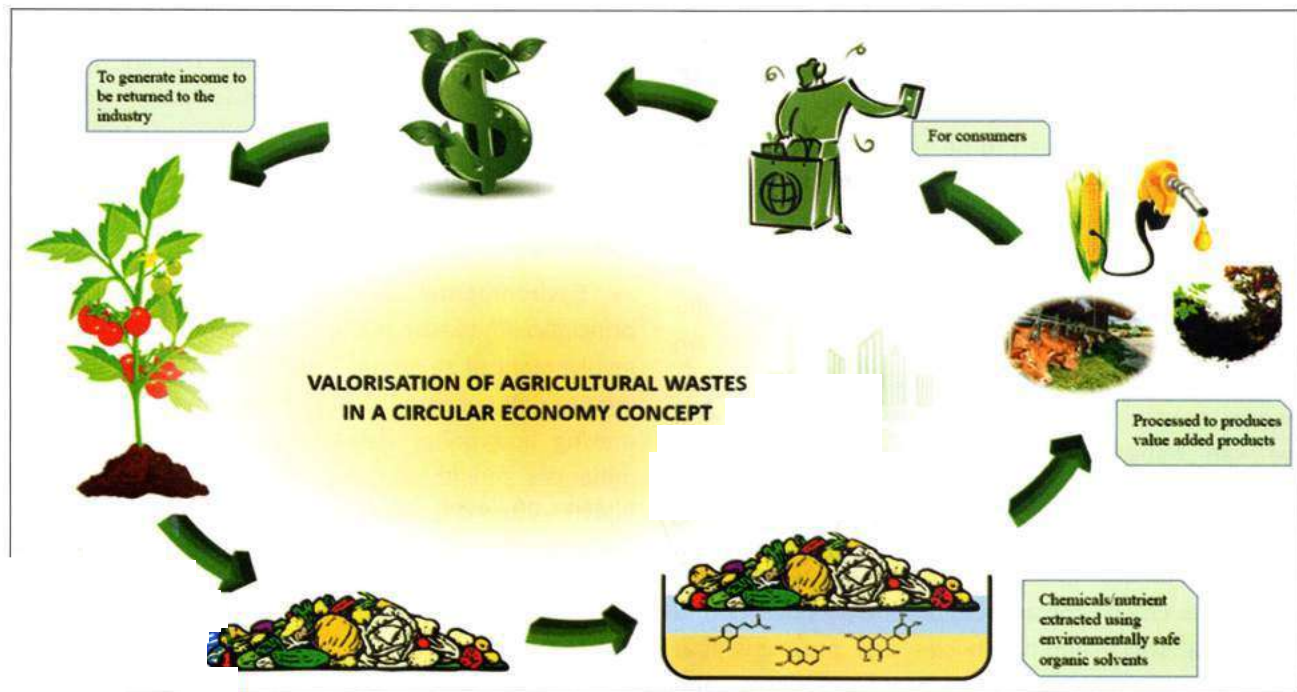 To generate income to
be returned to the
industry
For consumers
VALORISATION OF AGRICULTURAL WASTES
IN A CIRCULAR ECONOMY CONCEPT
Processed to produces
value added products
Chemicals/nutrient
extracted using
environmentally safe
organic solvents